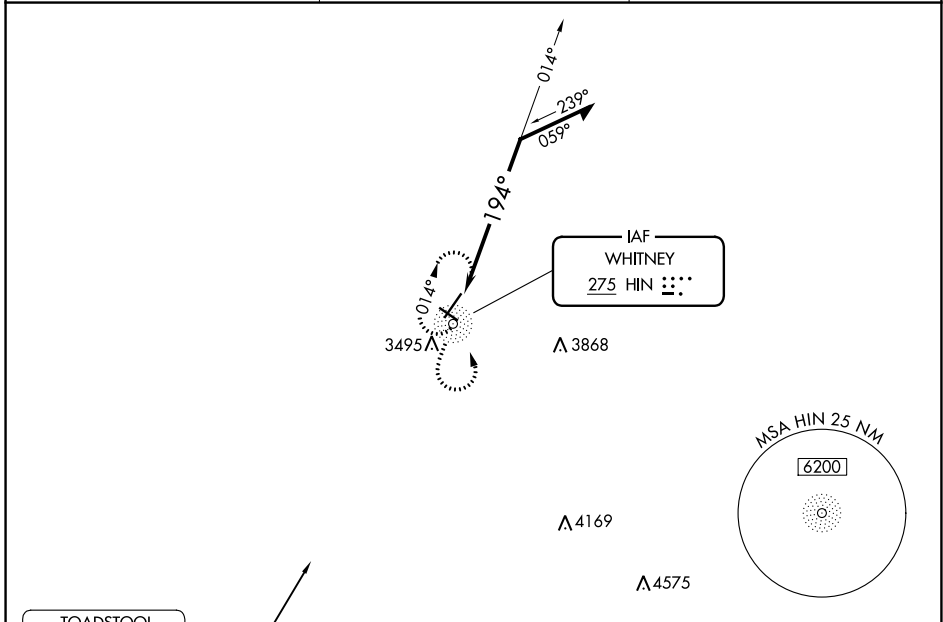 014°
239°
059°
194°
IAF
WHITNEY
275 HIN
014°
3495
3868
MSA HIN 25 NM
6200
4169
4575
TOADSTOOL